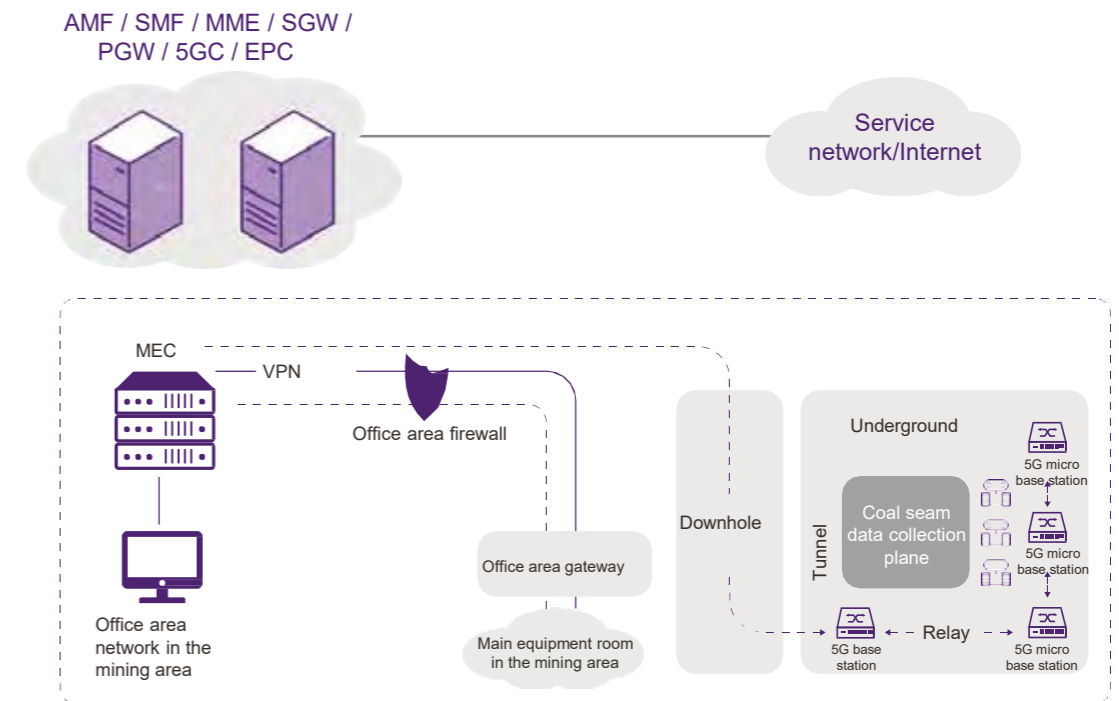 AMF / SMF / MME / SGW /
PGW / 5GC / EPC
Service
network/Internet
MEC
VPN
Office area firewall
Office area
network in the
mining area
Office area gateway
Main equipment room
in the mining area
Downhole
Underground
Tunnel
Coal seam
data collection
plane
5G micro
base station
5G micro
base station
5G base
station
Relay
5G micro
base station